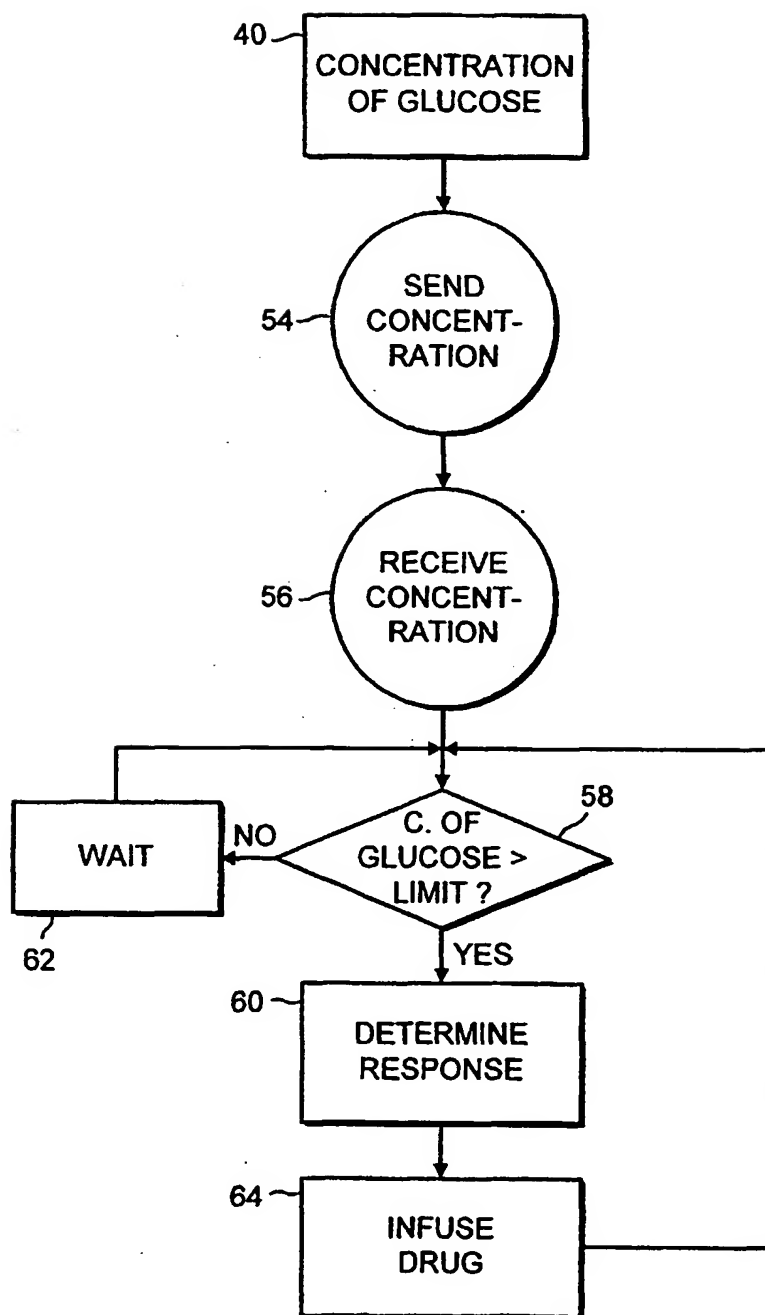 40
CONCENTRATION
OF GLUCOSE
54
SEND
CONCENT-
RATION
56
RECEIVE
CONCENT-
RATION
58
C. OF
GLUCOSE >
LIMIT ?
NO
WAIT
62
YES
60
DETERMINE
RESPONSE
64
INFUSE
DRUG